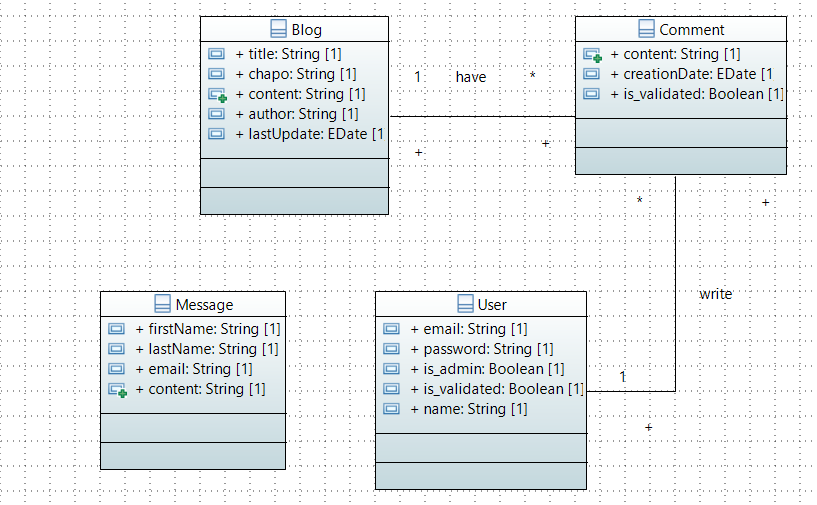 Blog
+ title: String [1]
+ chapo: String [1]
+ content: String [1]
+ author: String [1]
+ lastUpdate: EDate [1
1 have *
+ +
Comment
+ content: String [1]
+ creationDate: EDate [1
+ is_validated: Boolean [1]
* +
write
1
+
Message
+ firstName: String [1]
+ lastName: String [1]
+ email: String [1]
+ content: String [1]
User
+ email: String [1]
+ password: String [1]
+ is_admin: Boolean [1]
+ is_validated: Boolean [1]
+ name: String [1]